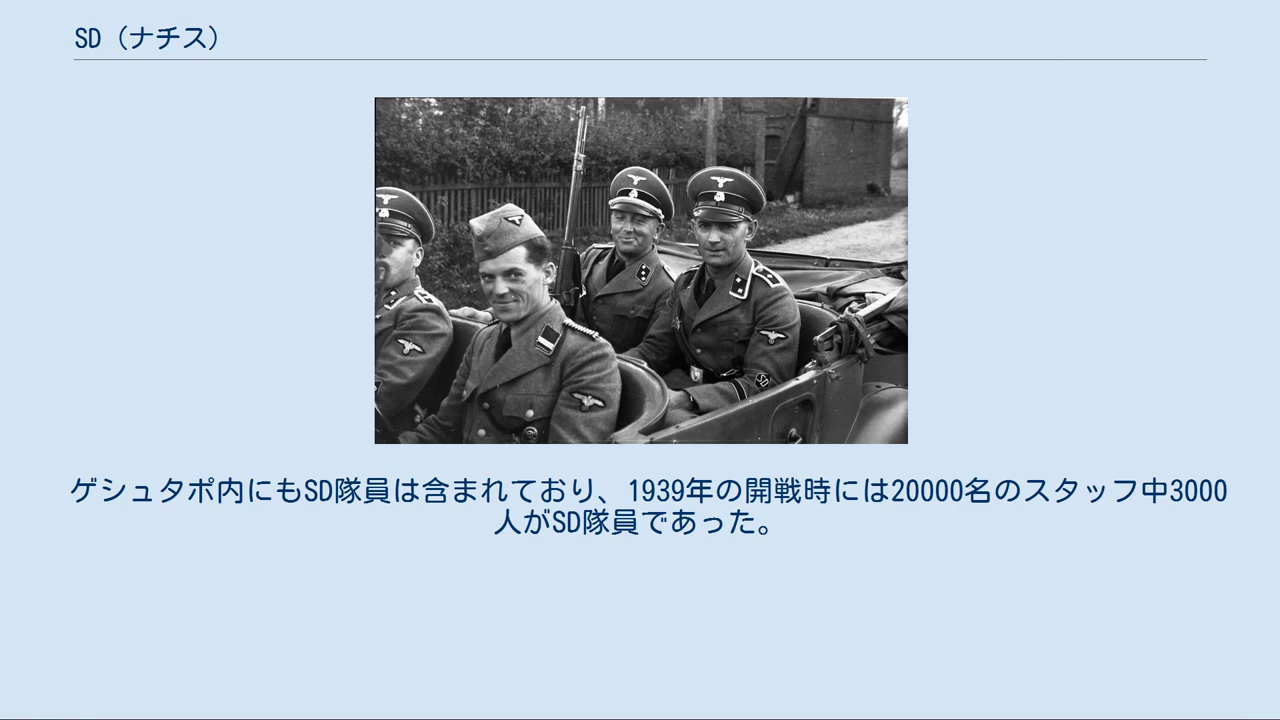 SD（ナチス）
SD
ゲシュタポ内にもSD隊員は含まれており、1939年の開戦時には20000名のスタッフ中3000
人がSD隊員であった。